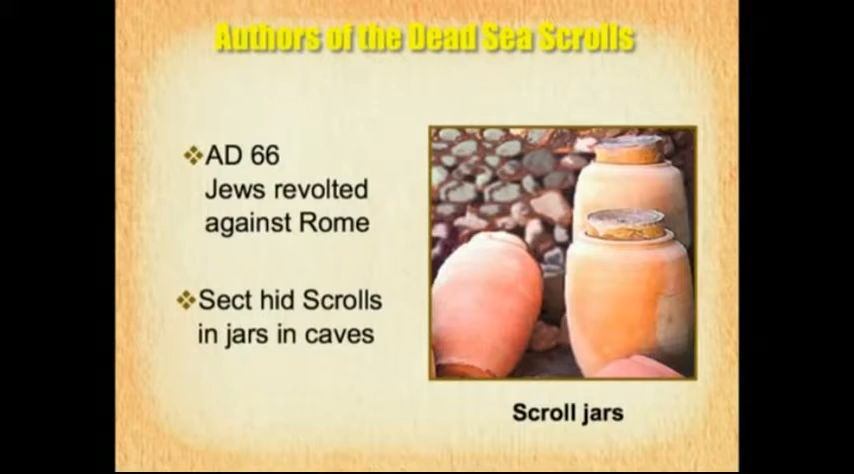 Authors of the Dead Sea Scrolls
❖AD 66
Jews revolted
against Rome
❖Sect hid Scrolls
in jars in caves
Scroll jars